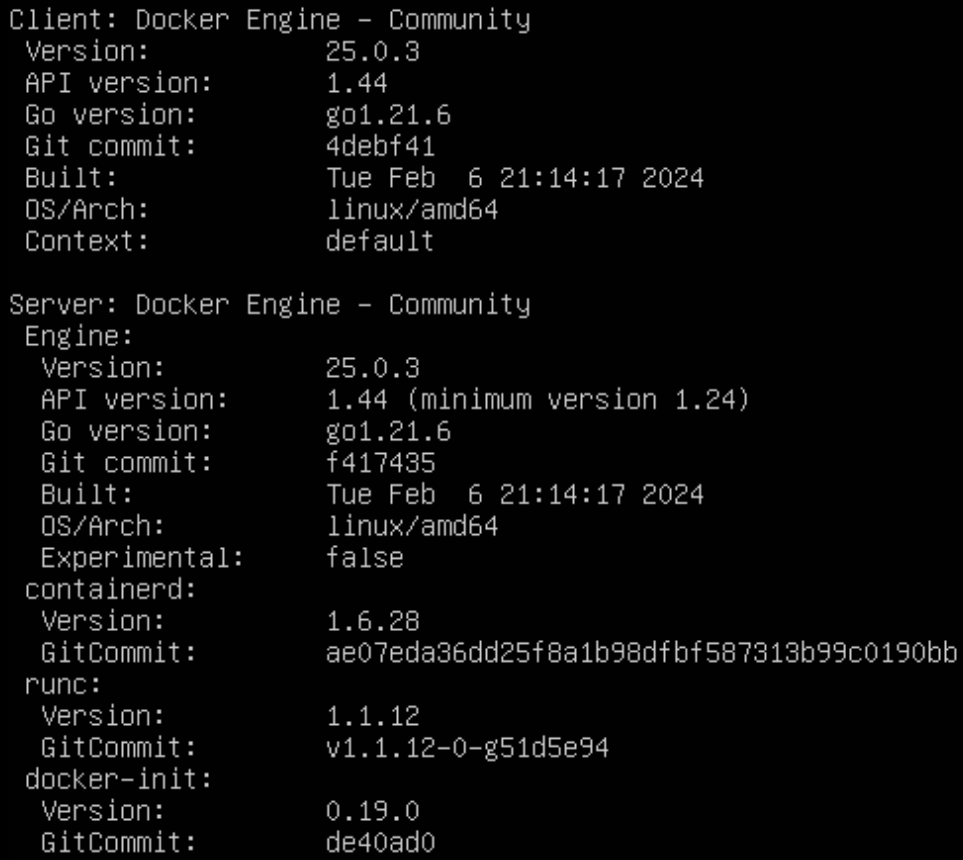 Client: Docker Engine - Community
 Version:           25.0.3
 API version:       1.44
 Go version:        go1.21.6
 Git commit:        4debf41
 Built:             Tue Feb  6 21:14:17 2024
 OS/Arch:           linux/amd64
 Context:           default

Server: Docker Engine - Community
 Engine:
  Version:          25.0.3
  API version:      1.44 (minimum version 1.24)
  Go version:       go1.21.6
  Git commit:       f417435
  Built:            Tue Feb  6 21:14:17 2024
  OS/Arch:          linux/amd64
  Experimental:     false
 containerd:
  Version:          1.6.28
  GitCommit:        ae07eda36dd25f8a1b98dfbf587313b99c0190bb
 runc:
  Version:          1.1.12
  GitCommit:        v1.1.12-0-g51d5e94
 docker-init:
  Version:          0.19.0
  GitCommit:        de40ad0